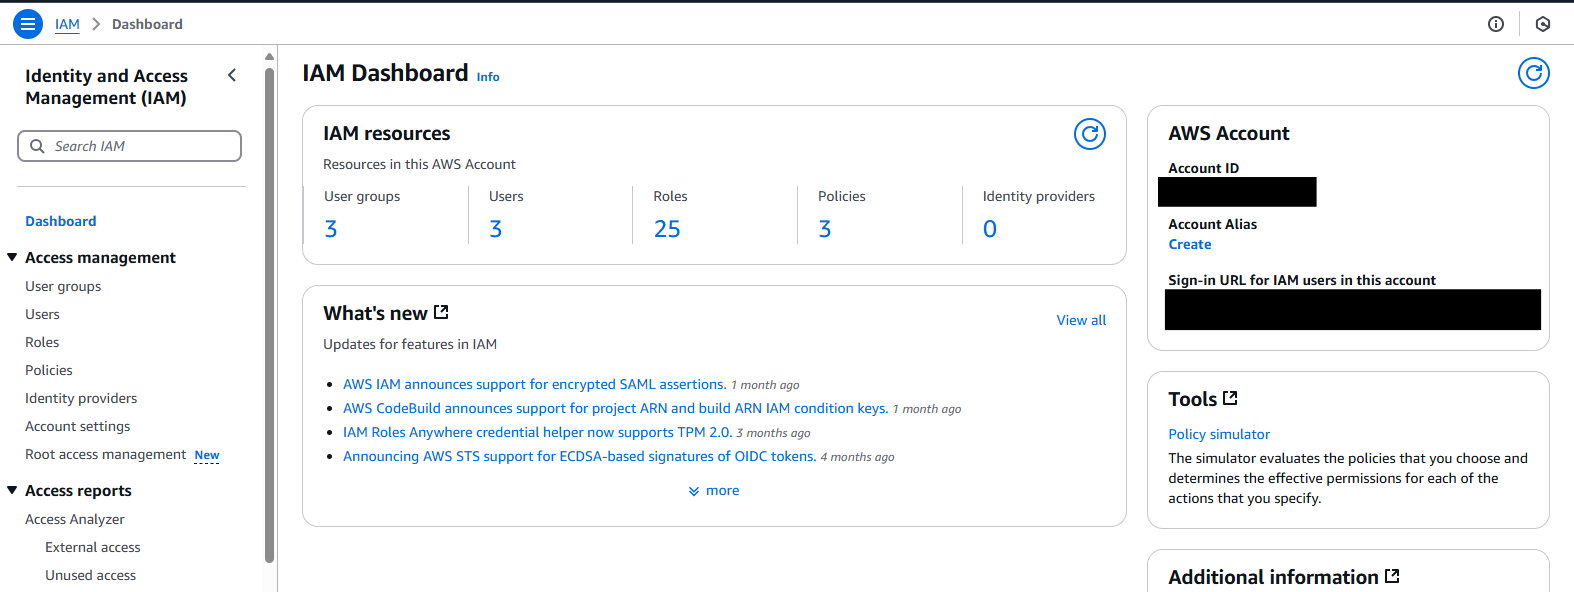 IAM > Dashboard
Identity and Access
Management (IAM)
Search IAM
Dashboard
Access management
User groups
Users
Roles
Policies
Identity providers
Account settings
Root access management New
Access reports
Access Analyzer
External access
Unused access
IAM Dashboard Info
IAM resources
Resources in this AWS Account
User groups
3
Users
3
Roles
25
Policies
3
Identity providers
0
What's new
View all
Updates for features in IAM
AWS IAM announces support for encrypted SAML assertions. 1 month ago
AWS CodeBuild announces support for project ARN and build ARN IAM condition keys. 1 month ago
IAM Roles Anywhere credential helper now supports TPM 2.0. 3 months ago
Announcing AWS STS support for ECDSA-based signatures of OIDC tokens. 4 months ago
more
AWS Account
Account ID
Account Alias
Create
Sign-in URL for IAM users in this account
Tools
Policy simulator
The simulator evaluates the policies that you choose and
determines the effective permissions for each of the
actions that you specify.
Additional information